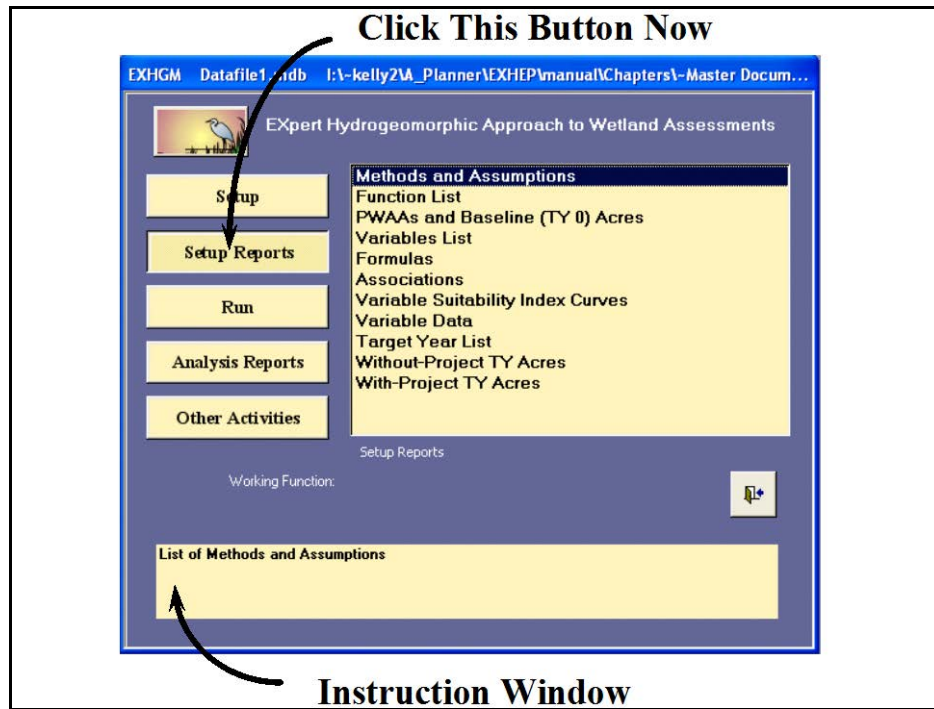 Click This Button Now
EXHGM Datafile1.mdb I:\~kelly2\A_Planner\EXHEP\manual\Chapters\~Master Docum...
EXpert Hydrogeomorphic Approach to Wetland Assessments
Setup
Setup Reports
Run
Analysis Reports
Other Activities
Methods and Assumptions
Function List
PWAAs and Baseline (TY 0) Acres
Variables List
Formulas
Associations
Variable Suitability Index Curves
Variable Data
Target Year List
Without-Project TY Acres
With-Project TY Acres
Setup Reports
Working Function:
List of Methods and Assumptions
Instruction Window